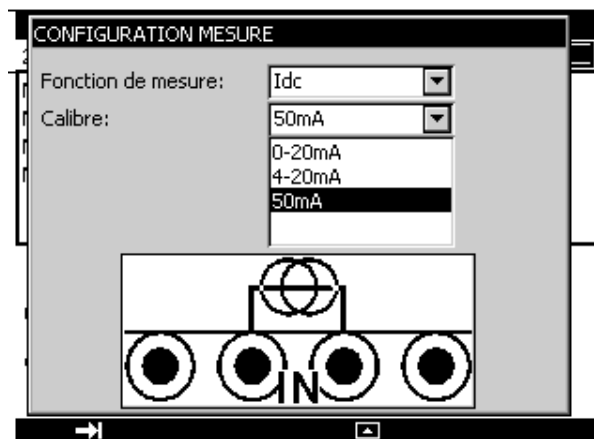 CONFIGURATION MESURE
Fonction de mesure: Idc
Calibre: 50mA
0-20mA
4-20mA
50mA
IN